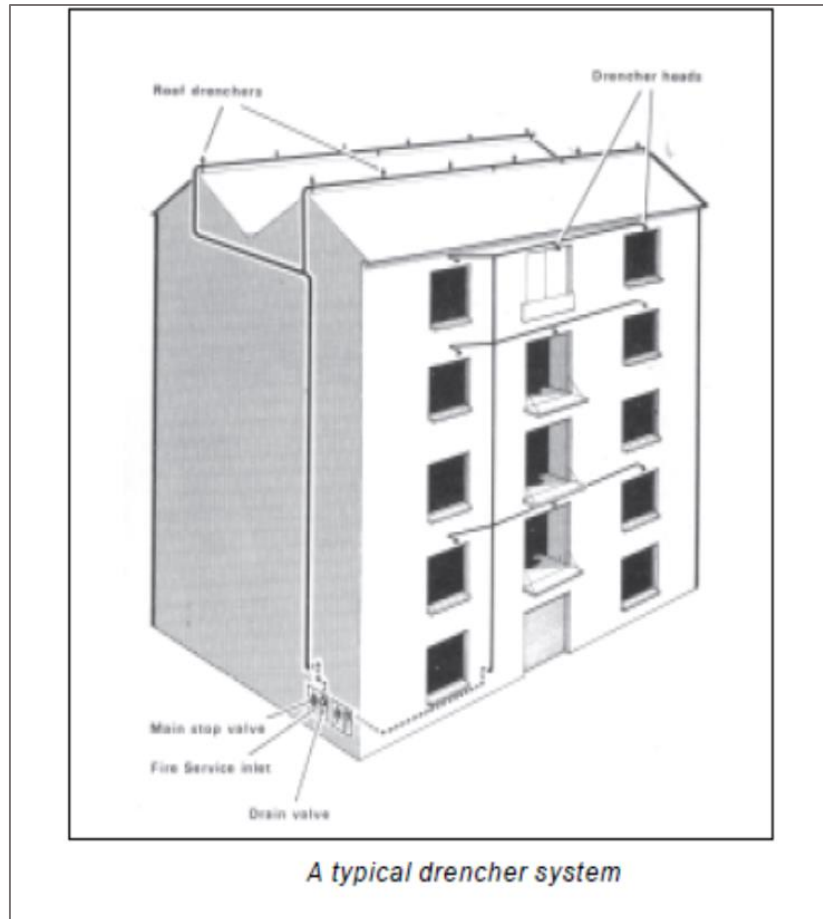 Roof drenchers
Drencher heads
Main stop valve
Fire Service inlet
Drain valve
A typical drencher system